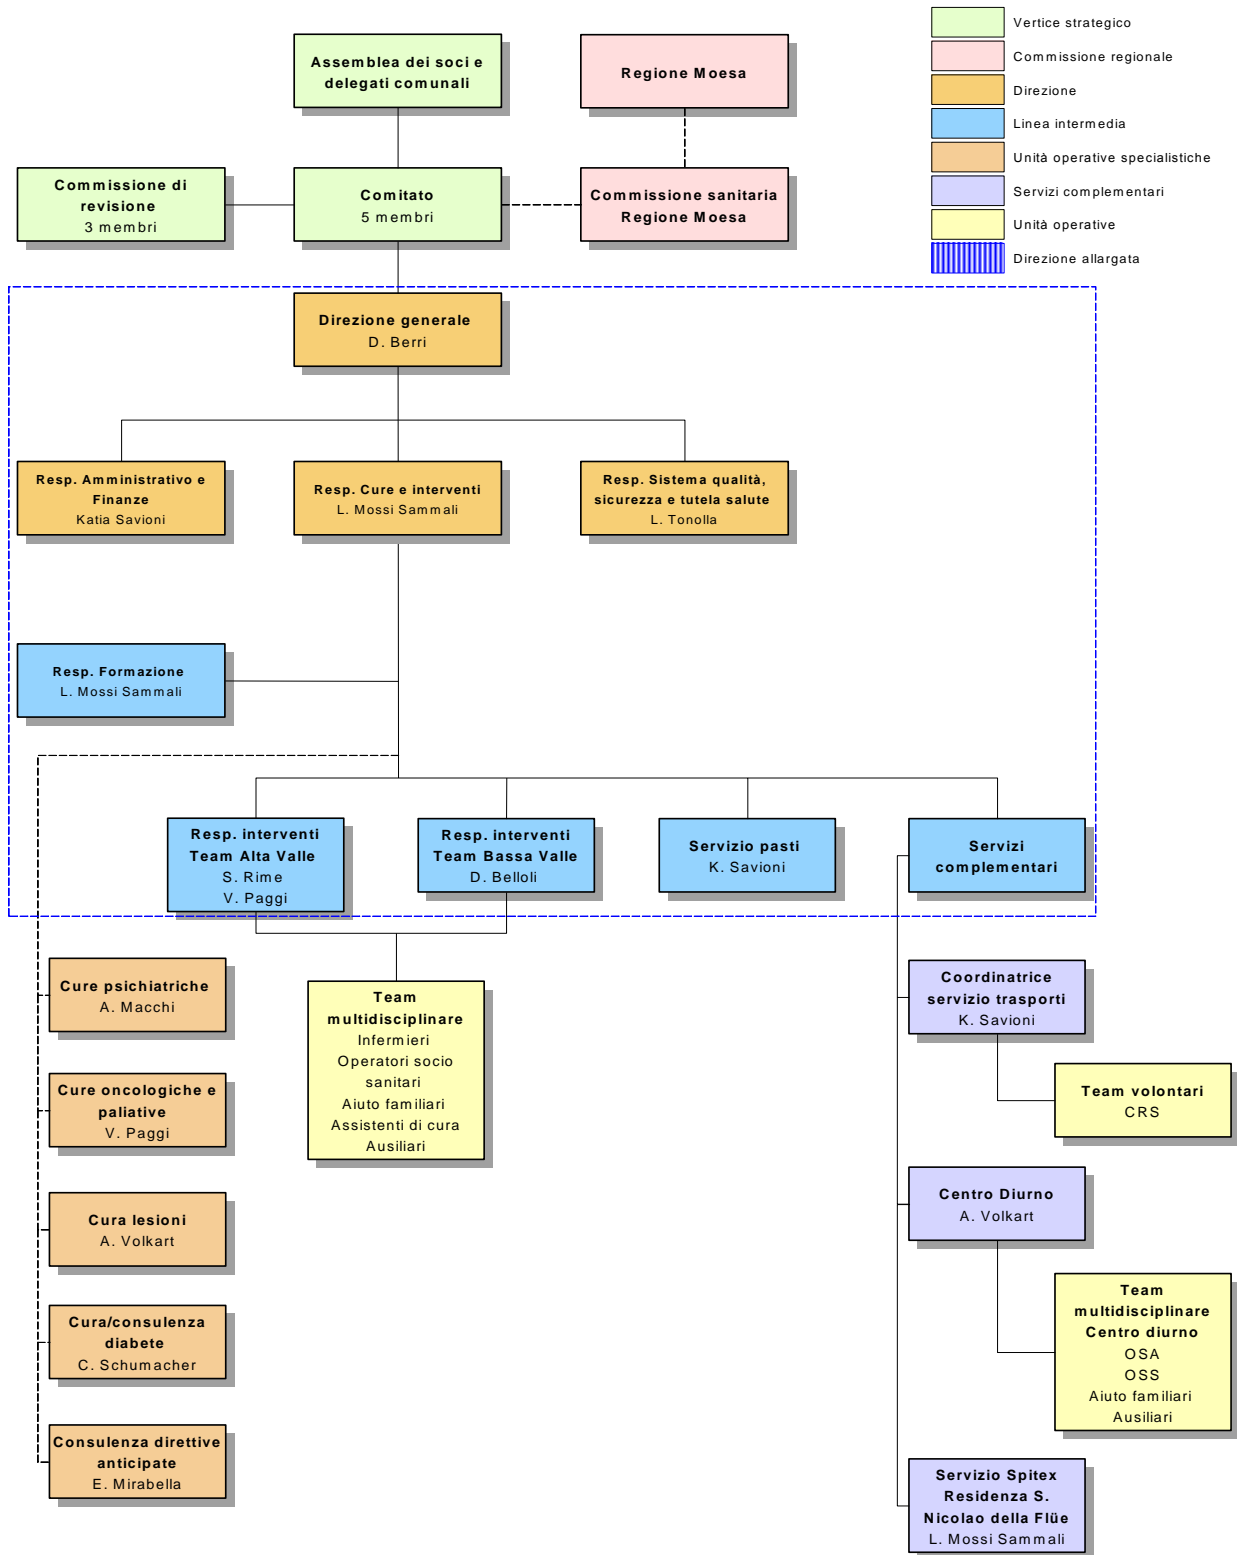 Vertice strategico
Commissione regionale
Direzione
Linea intermedia
Unità operative specialistiche
Servizi complementari
Unità operative
Direzione allargata
Assemblea dei soci e
delegati comunali
Regione Moesa
Commissione di
revisione
3 membri
Comitato
5 membri
Commissione sanitaria
Regione Moesa
Direzione generale
D. Berri
Resp. Amministrativo e
Finanze
Katia Savioni
Resp. Cure e interventi
L. Mossi Sammali
Resp. Sistema qualità,
sicurezza e tutela salute
L. Tonolla
Resp. Formazione
L. Mossi Sammali
Resp. interventi
Team Alta Valle
S. Rime
V. Paggi
Resp. interventi
Team Bassa Valle
D. Belloli
Servizio pasti
K. Savioni
Servizi
complementari
Cure psichiatriche
A. Macchi
Cure oncologiche e
paliative
V. Paggi
Cura lesioni
A. Volkart
Cura/consulenza
diabete
C. Schumacher
Consulenza direttive
anticipate
E. Mirabella
Team
multidisciplinare
Infermieri
Operatori socio
sanitari
Aiuto familiari
Assistenti di cura
Ausiliari
Coordinatrice
servizio trasporti
K. Savioni
Team volontari
CRS
Centro Diurno
A. Volkart
Team
multidisciplinare
Centro diurno
OSA
OSS
Aiuto familiari
Ausiliari
Servizio Spitex
Residenza S.
Nicolao della Flüe
L. Mossi Sammali